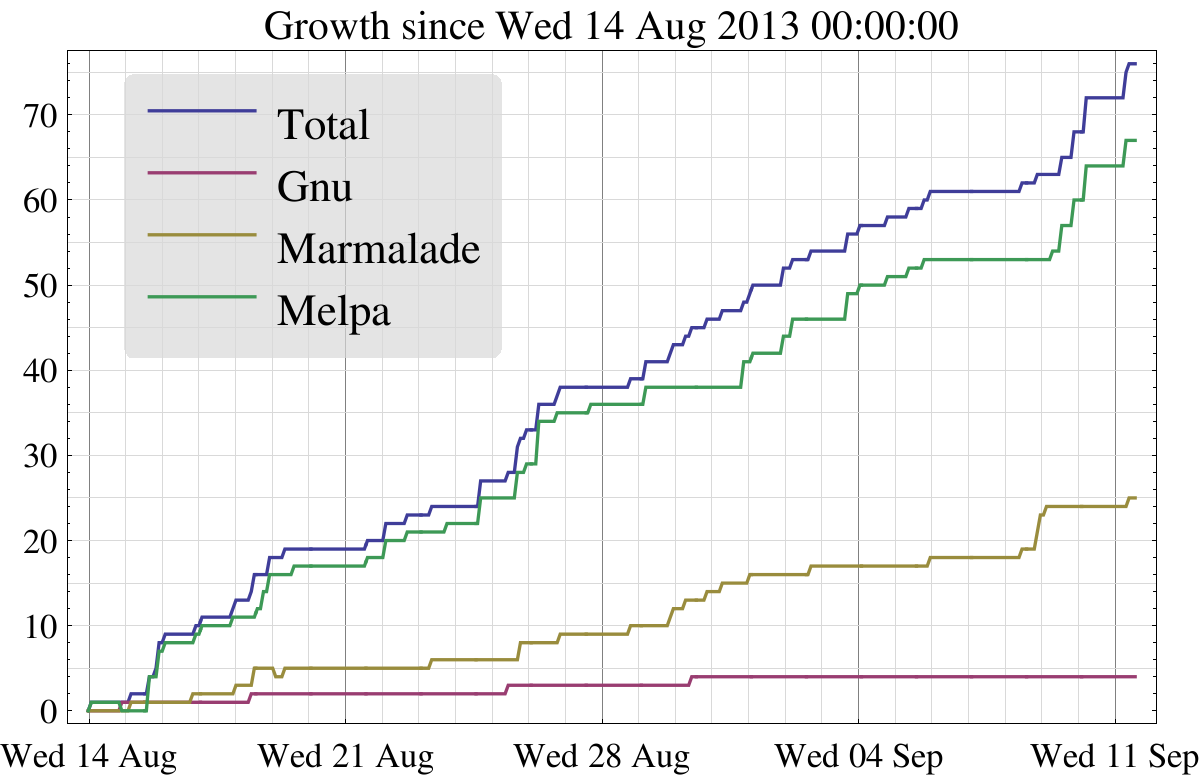 Growth since Wed 14 Aug 2013 00:00:00
Total
Gnu
Marmalade
Melpa
70
60
50
40
30
20
10
0
Wed 14 Aug Wed 21 Aug Wed 28 Aug Wed 04 Sep Wed 11 Sep